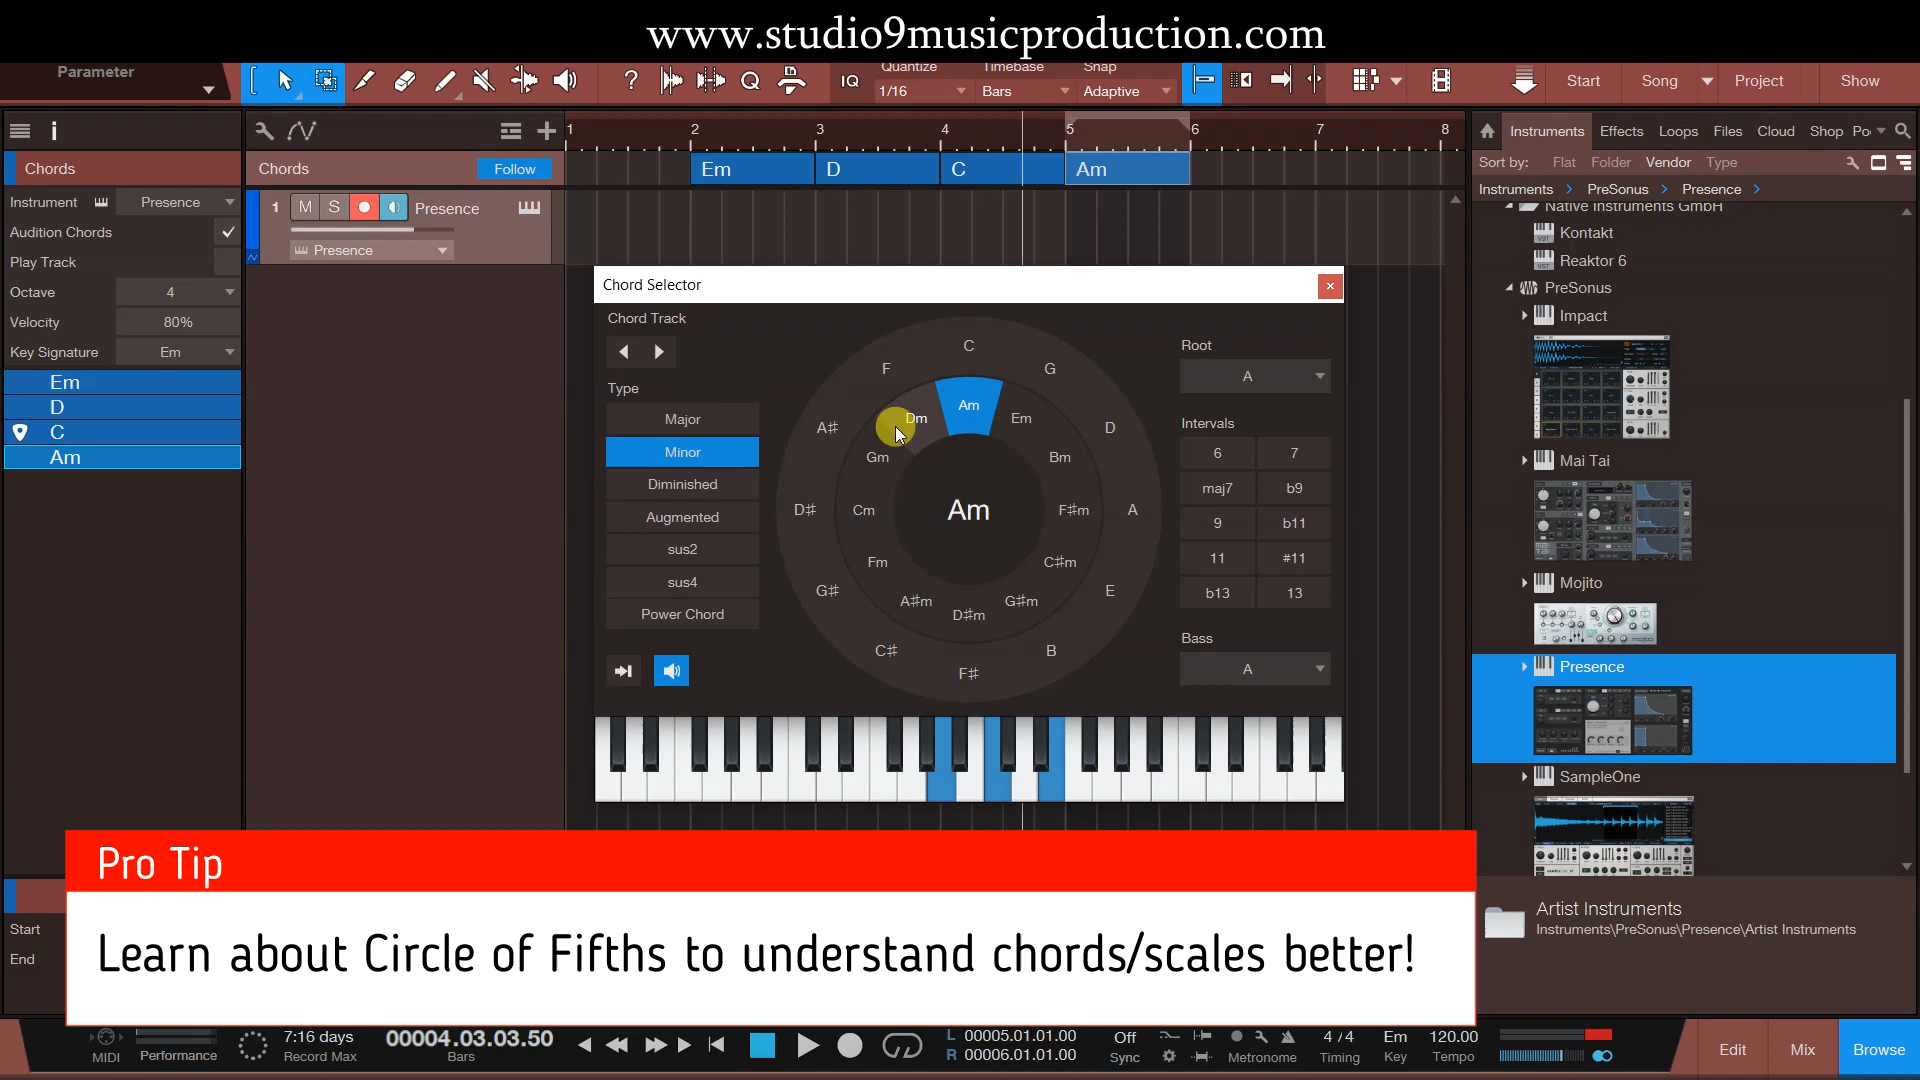 www.studio9musicproduction.com
Parameter
IQ
Quantize
1/16
Timebase
Bars
Snap
Adaptive
Start
Song
Project
Show
Chords
Chords
Follow
1 2 3 4 5 6 7 8
Em D C Am
Instruments Effects Loops Files Cloud Shop
Sort by: Flat Folder Vendor Type
Instruments PreSonus Presence
Instrument Presence
Audition Chords
Play Track
Octave 4
Velocity 80%
Key Signature Em
Em
D
C
Am
1 M S Presence
Presence
Native Instruments GmbH
Kontakt
Reaktor 6
PreSonus
Impact
Mai Tai
Mojito
Presence
SampleOne
Artist Instruments
Instruments\PreSonus\Presence\Artist Instruments
Chord Selector
Chord Track
Type
Major
Minor
Diminished
Augmented
sus2
sus4
Power Chord
C
G
D
A
E
B
F♯
C♯
G♯
D♯
A♯
F
Am
Em
Bm
F♯m
C♯m
G♯m
D♯m
A♯m
Fm
Cm
Gm
Dm
Am
Root
A
Intervals
6 7
maj7 b9
9 b11
11 #11
b13 13
Bass
A
Pro Tip
Learn about Circle of Fifths to understand chords/scales better!
Start
End
MIDI
Performance
7:16 days
Record Max
00004.03.03.50
Bars
L 00005.01.01.00
R 00006.01.01.00
Off
Sync
Metronome
4 / 4
Timing
Em
Key
120.00
Tempo
Edit
Mix
Browse